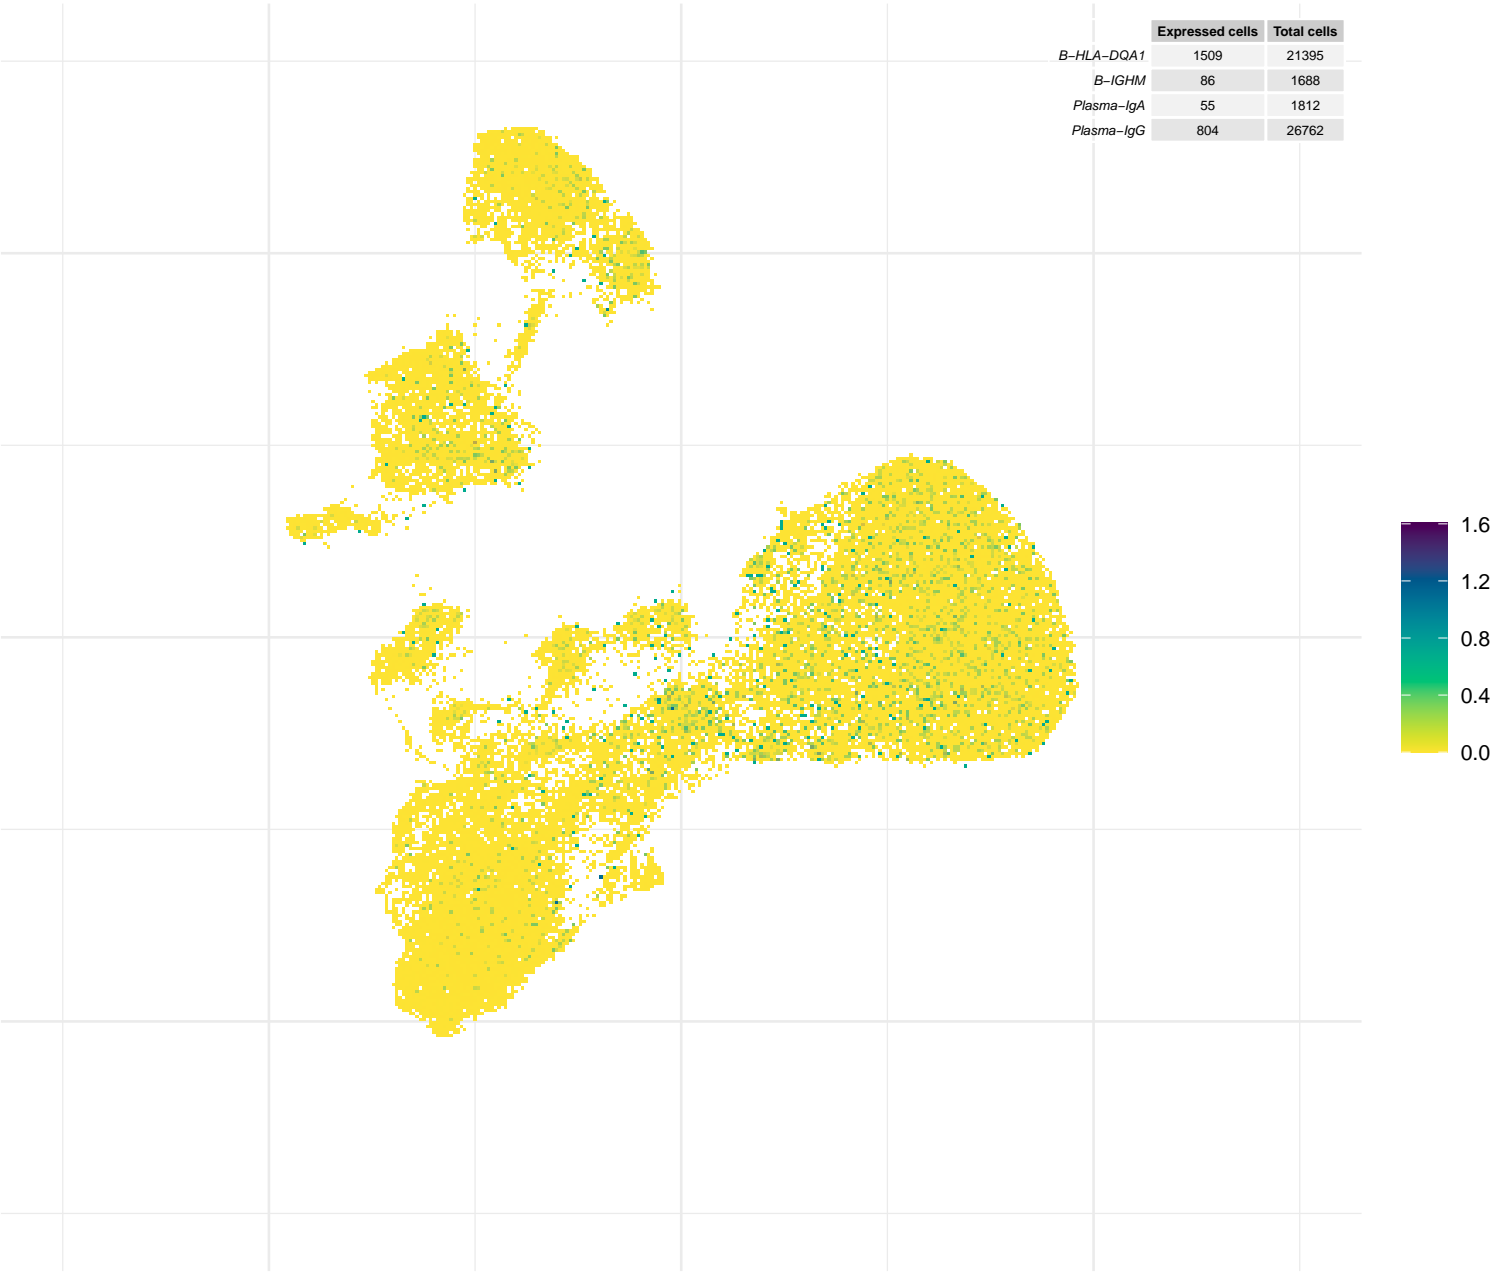 Expressed cells Total cells
B−HLA−DQA1 1509 21395
B−IGHM 86 1688
Plasma−IgA 55 1812
Plasma−IgG 804 26762
1.6
1.2
0.8
0.4
0.0